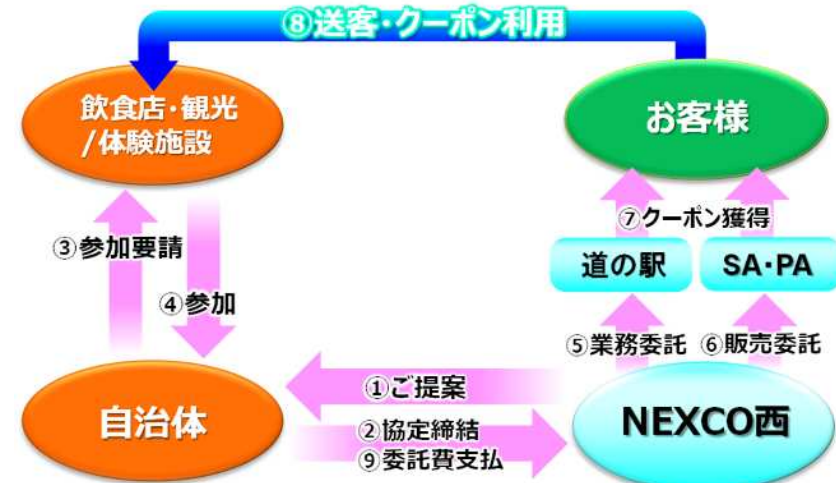 ⑧送客・クーポン利用
飲食店・観光
/体験施設
お客様
⑦クーポン獲得
③参加要請
道の駅
SA・PA
④参加
⑤業務委託
⑥販売委託
①ご提案
自治体
NEXCO西
②協定締結
⑨委託費支払